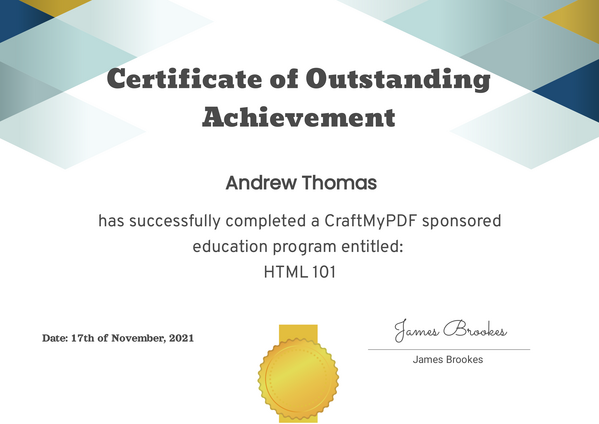 Certificate of Outstanding
Achievement
Andrew Thomas
has successfully completed a CraftMyPDF sponsored
education program entitled:
HTML 101
Date: 17th of November, 2021
James Brookes
James Brookes